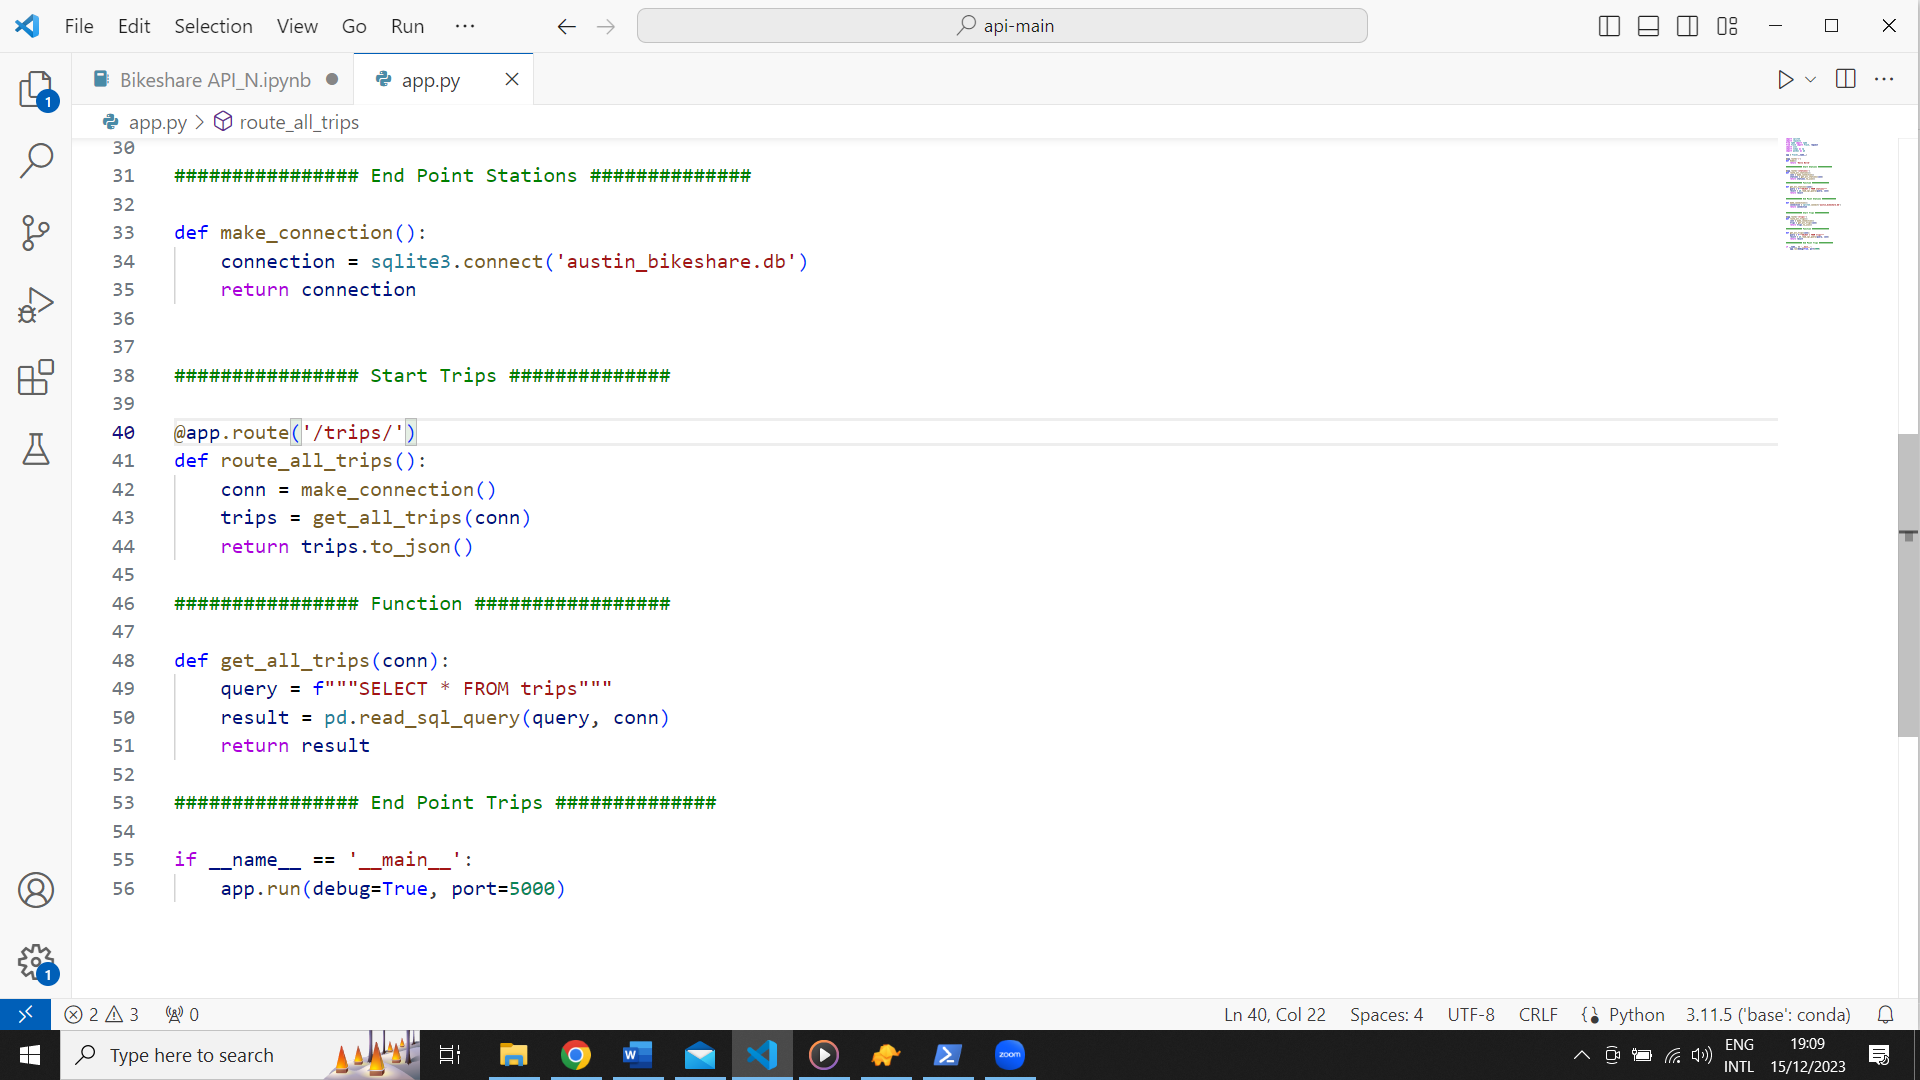 File Edit Selection View Go Run ··· api-main
Bikeshare API_N.ipynb app.py
app.py > route_all_trips
30
31 ################ End Point Stations ##############
32
33 def make_connection():
34 connection = sqlite3.connect('austin_bikeshare.db')
35 return connection
36
37
38 ################ Start Trips ##############
39
40 @app.route('/trips/')
41 def route_all_trips():
42 conn = make_connection()
43 trips = get_all_trips(conn)
44 return trips.to_json()
45
46 ################ Function #################
47
48 def get_all_trips(conn):
49 query = f"""SELECT * FROM trips"""
50 result = pd.read_sql_query(query, conn)
51 return result
52
53 ################ End Point Trips ##############
54
55 if __name__ == '__main__':
56 app.run(debug=True, port=5000)
1
1
2 3 0 Ln 40, Col 22 Spaces: 4 UTF-8 CRLF Python 3.11.5 ('base': conda)
Type here to search zoom ENG 19:09
INTL 15/12/2023